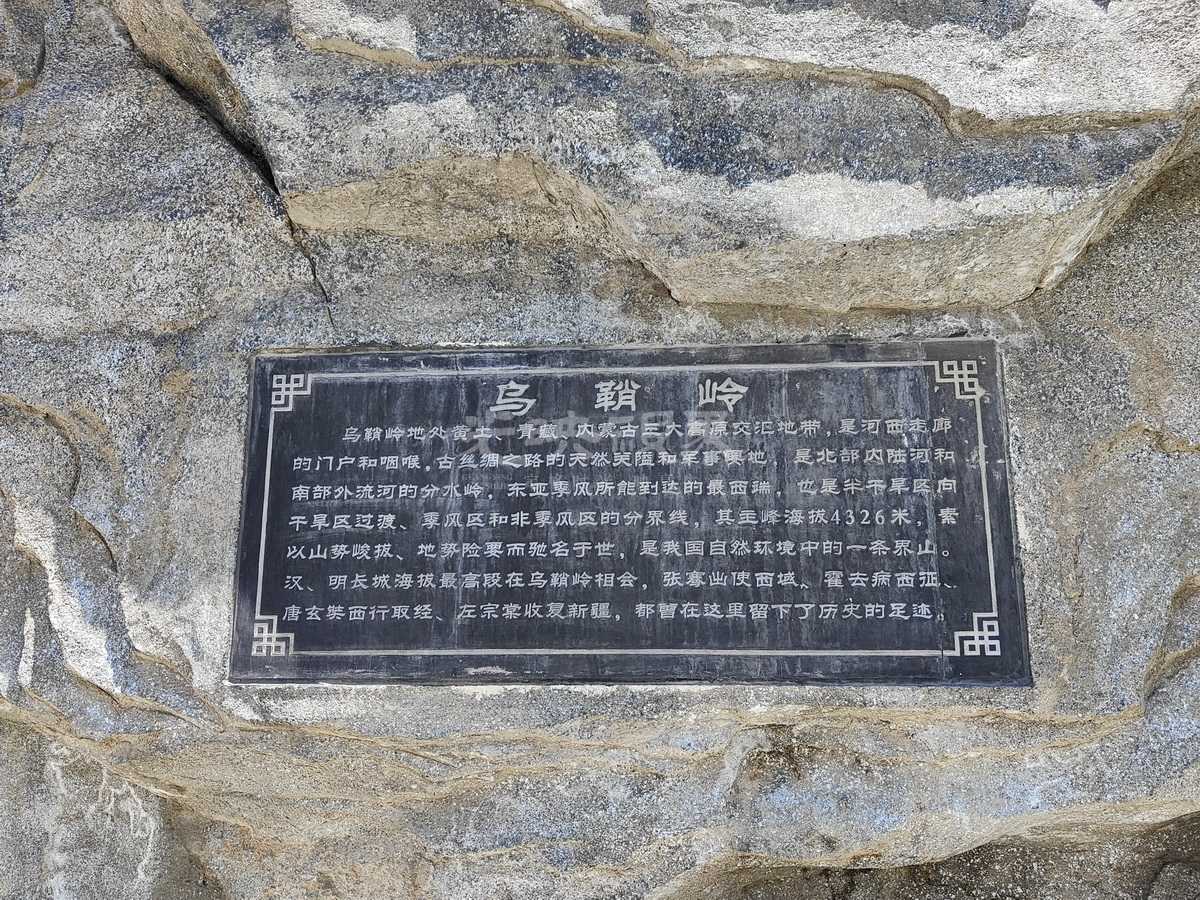 乌鞘岭
乌鞘岭地外黄土、青藏、内蒙古三大高原交汇地带，是河西走廊
的门户和咽喉，古丝绸之路的天然关隘和军事要地，是北部内陆河和
南部外流河的分水岭，东亚季风所能到达的最西端，也是半干旱区向
干旱区过渡、季风区和非季风区的分界线，其主峰海拔4326米，素
以山势峻拔、地势险要而驰名于世，是我国自然环境中的一条界山。
汉、明长城海拔最高段在乌鞘岭相会，张骞出使西域、霍去病西征、
唐玄奘西行取经、左宗棠收复新疆，都曾在这里留下了历史的足迹。